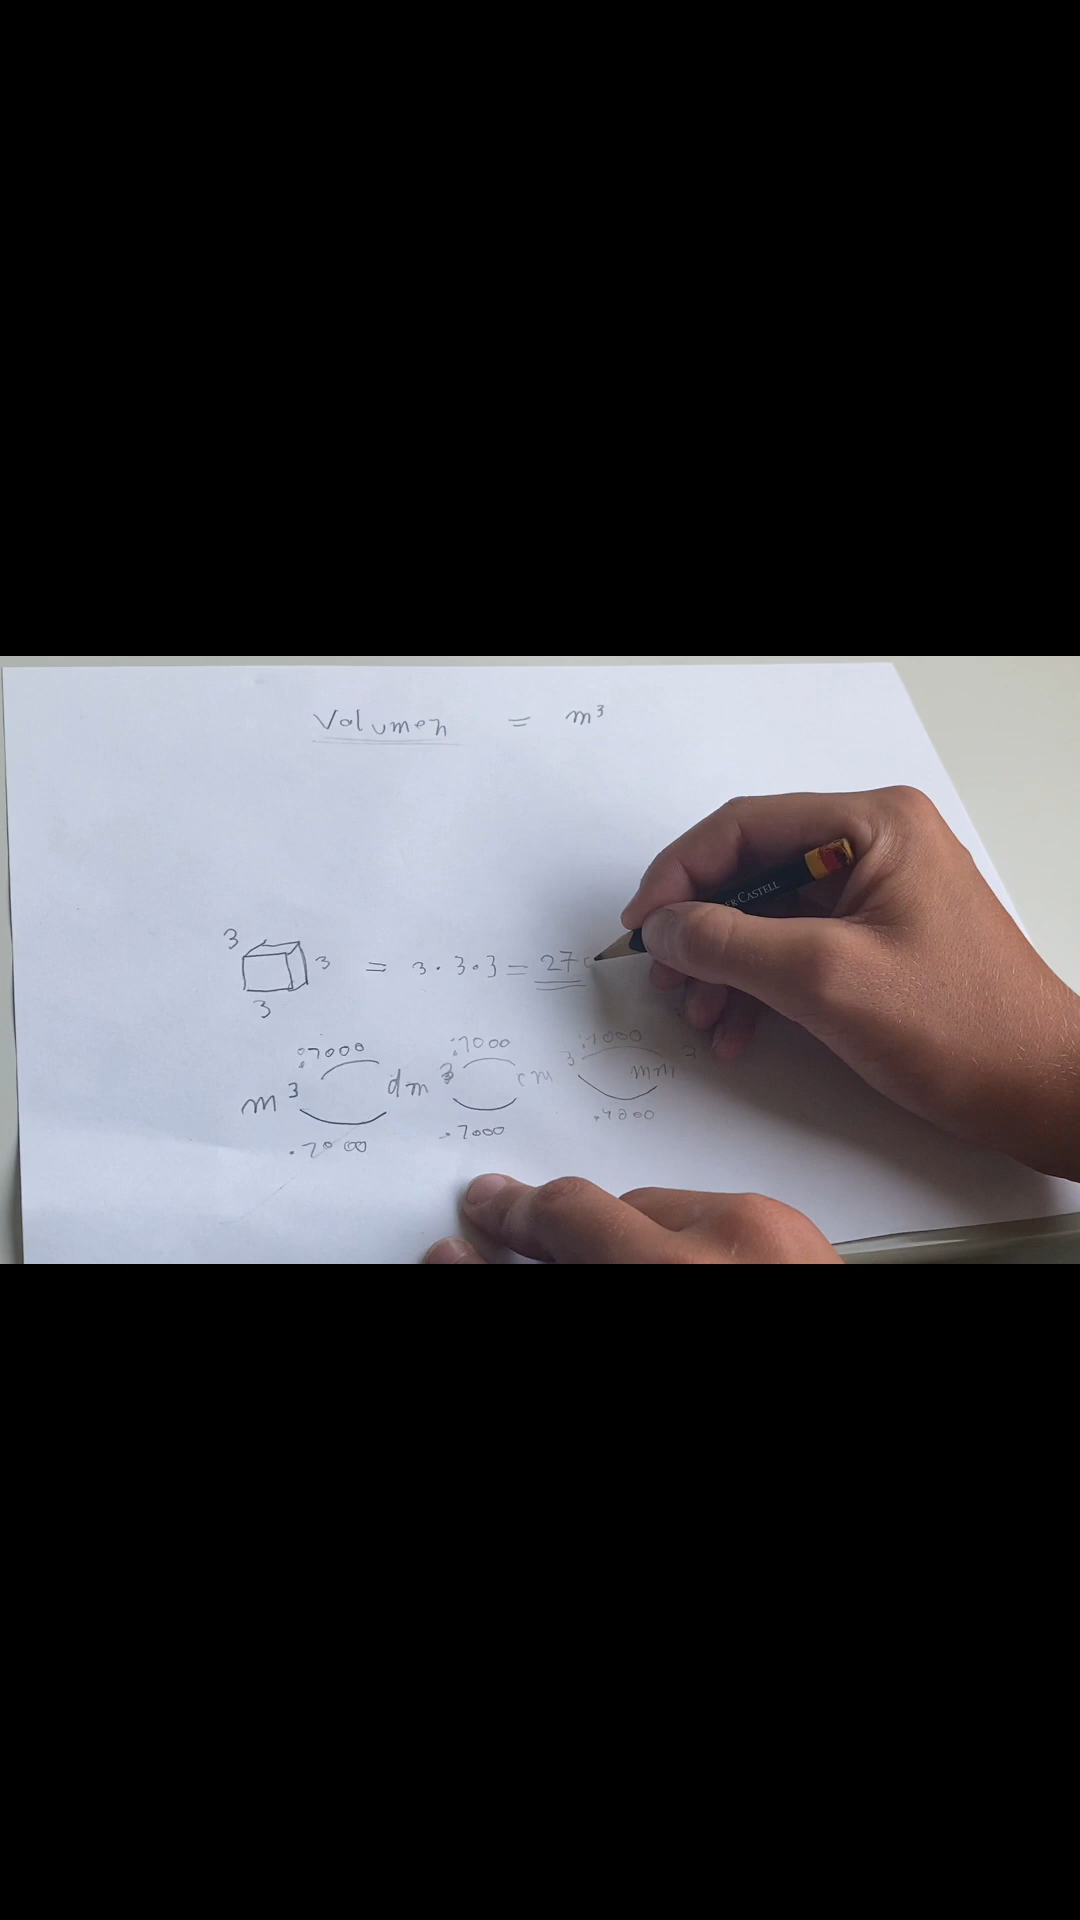 Volumen = m³
3
3 = 3 · 3 · 3 = 27 c
3
:1000 :1000 :1000
m³ dm³ cm³ mm³
·1000 ·1000 ·1000
ER-CASTELL